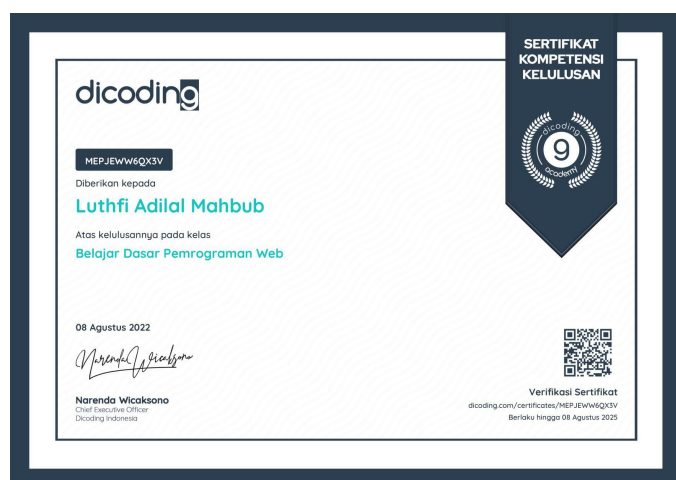 SERTIFIKAT
KOMPETENSI
KELULUSAN
dicoding
dicoding
9
academy
MEPJEWW6QX3V
Diberikan kepada
Luthfi Adilal Mahbub
Atas kelulusannya pada kelas
Belajar Dasar Pemrograman Web
08 Agustus 2022
Narenda Wicaksono
Narenda Wicaksono
Chief Executive Officer
Dicoding Indonesia
Verifikasi Sertifikat
dicoding.com/certificates/MEPJEWW6QX3V
Berlaku hingga 08 Agustus 2025